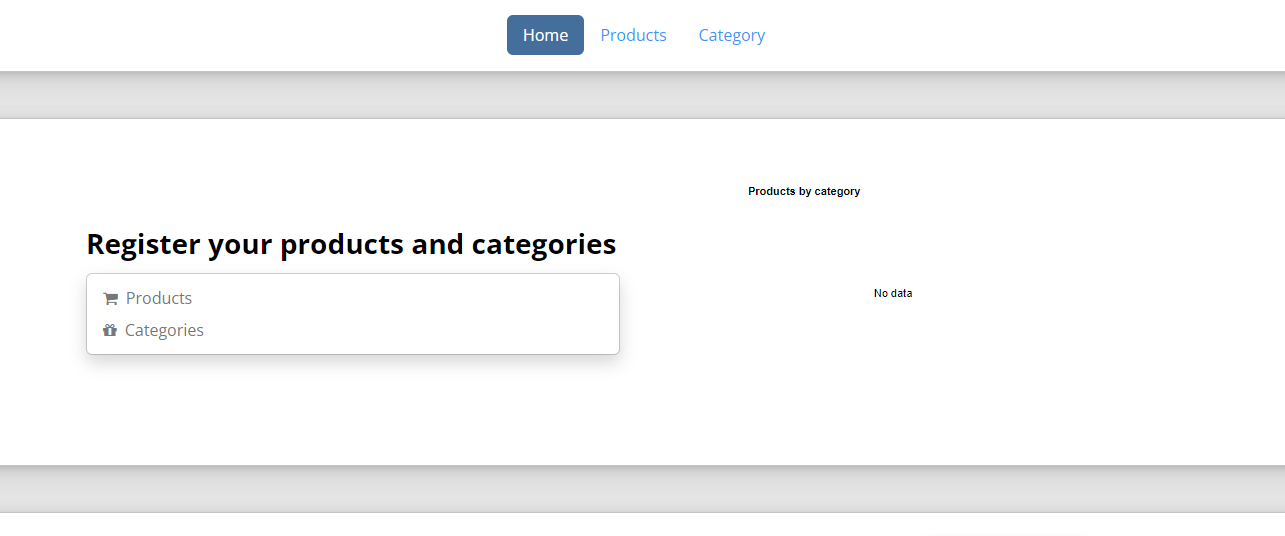 Home Products Category
Products by category
Register your products and categories
Products
Categories
No data